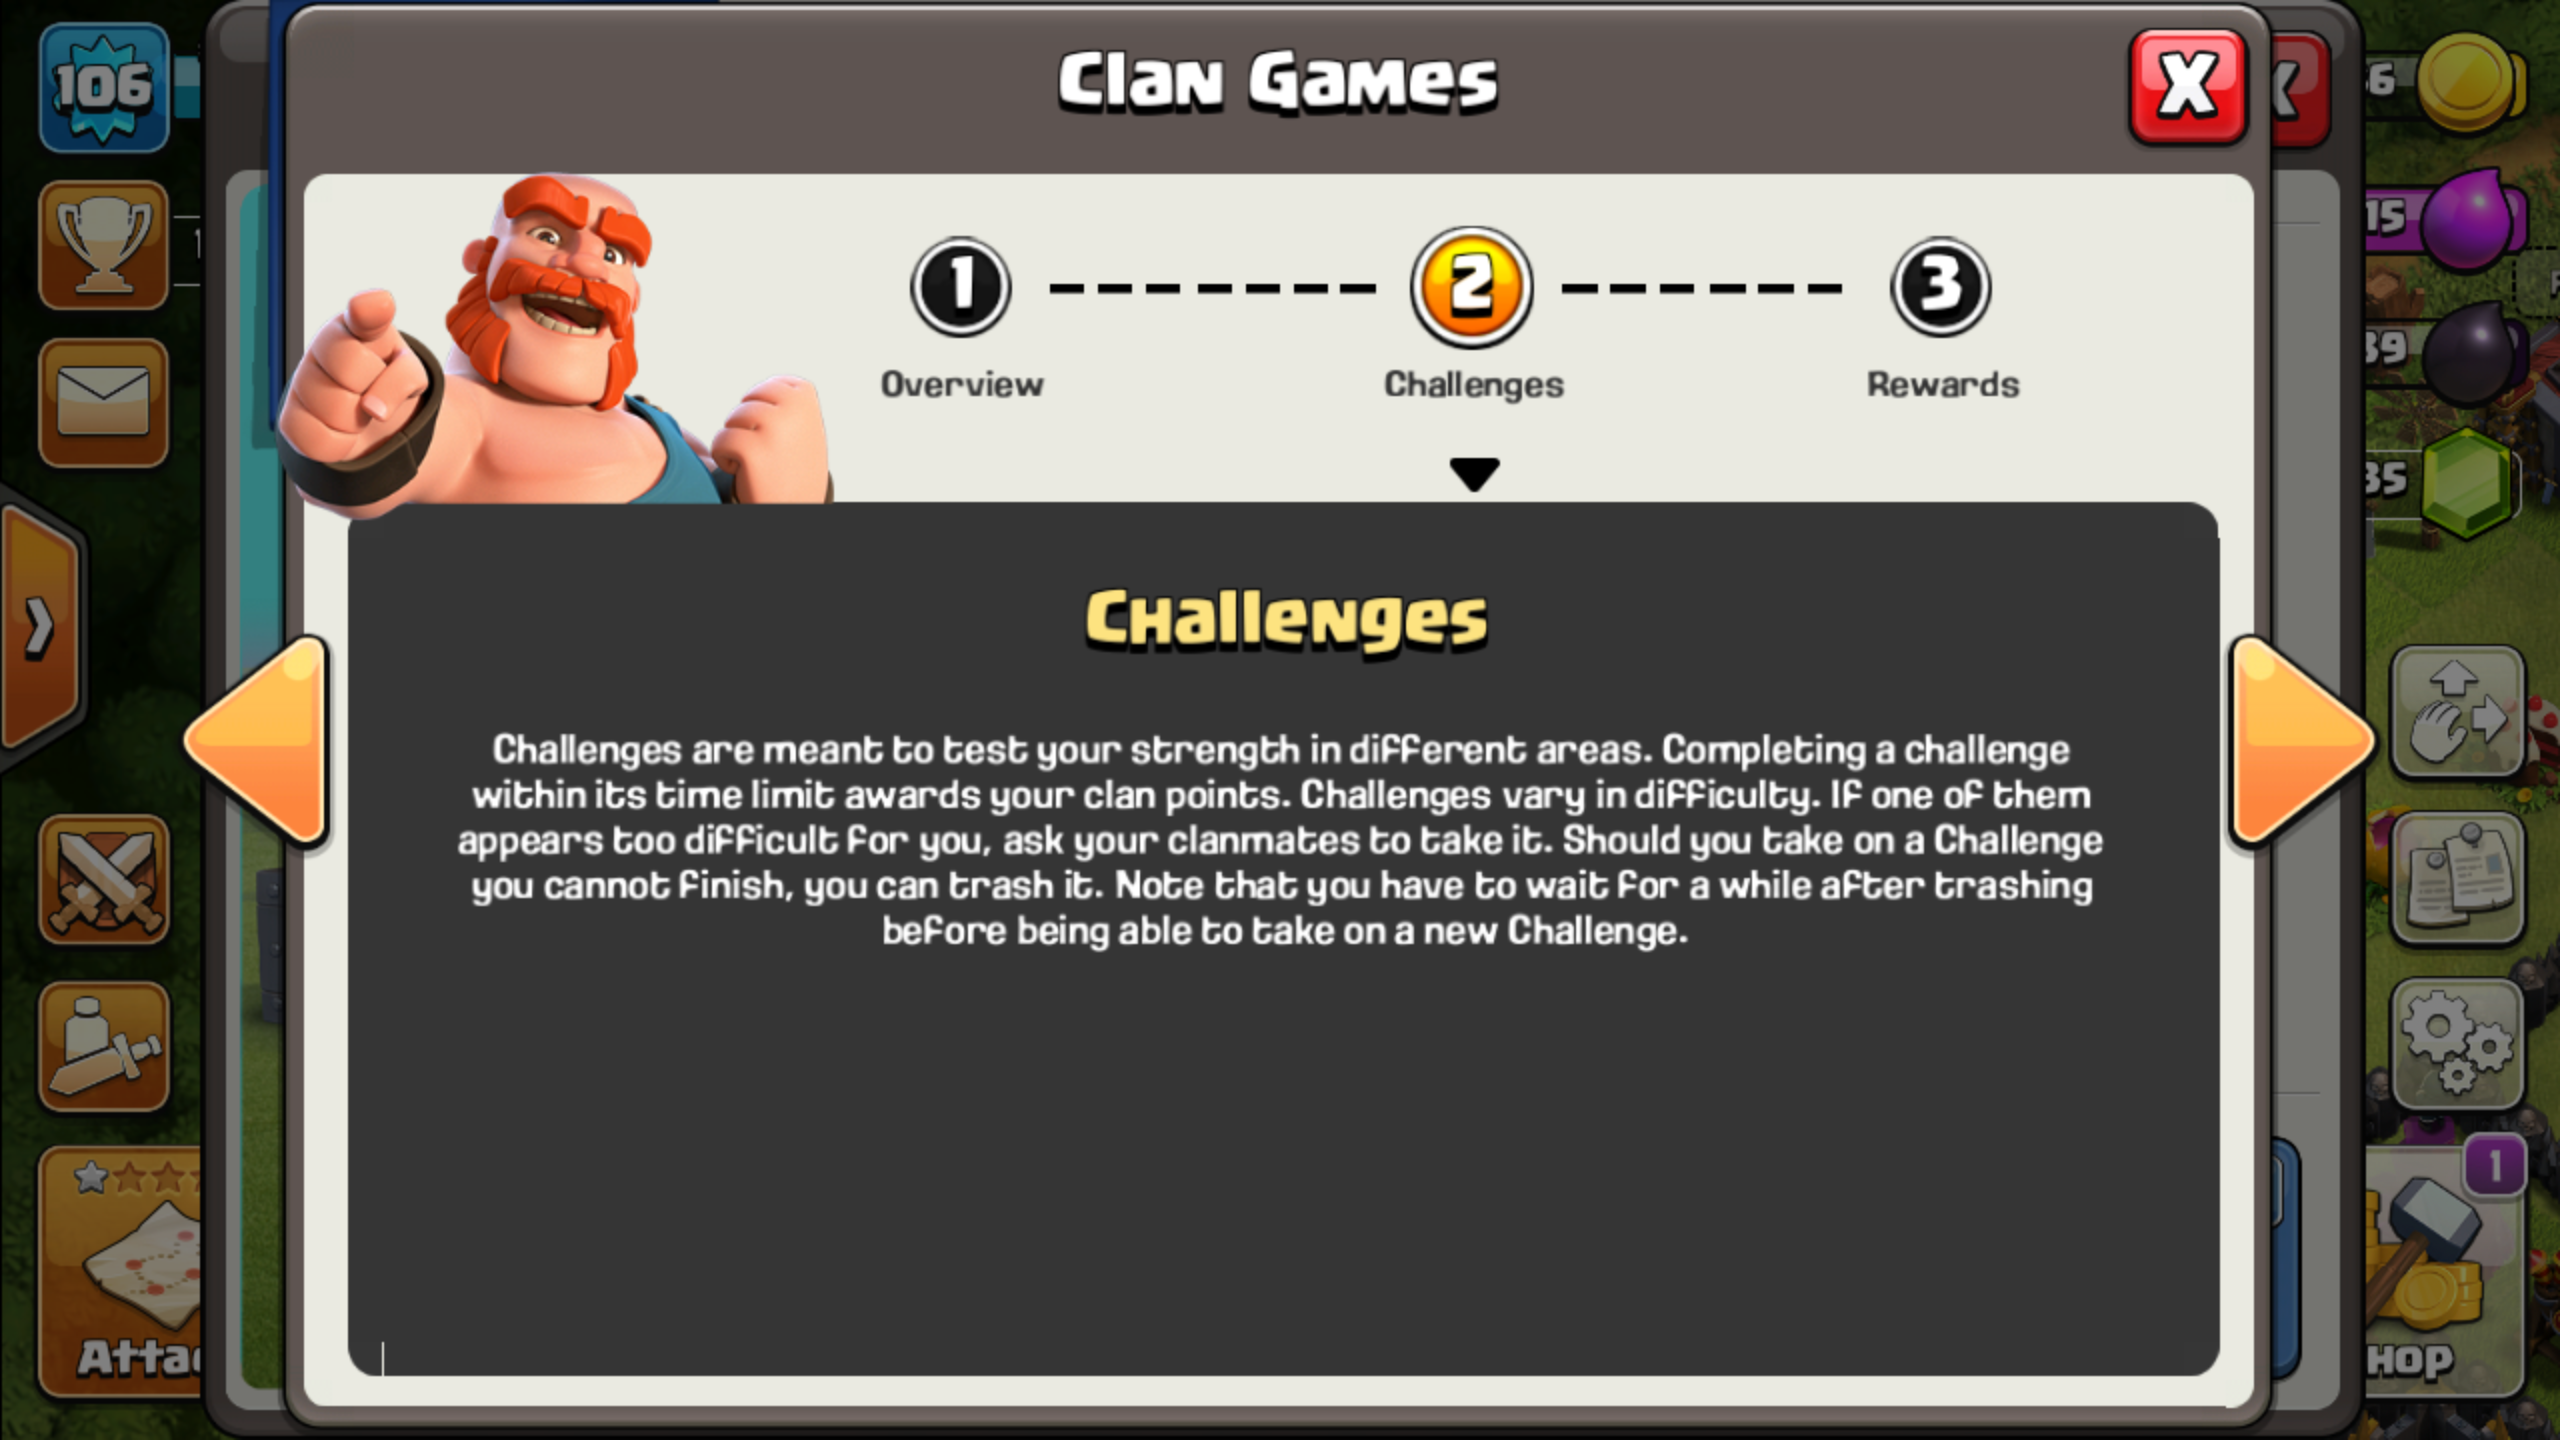 Clan Games
X
106
1
Overview
2
Challenges
3
Rewards
15
39
35
Challenges
Challenges are meant to test your strength in different areas. Completing a challenge
within its time limit awards your clan points. Challenges vary in difficulty. If one of them
appears too difficult for you, ask your clanmates to take it. Should you take on a Challenge
you cannot finish, you can trash it. Note that you have to wait for a while after trashing
before being able to take on a new Challenge.
1
Atta
HOP